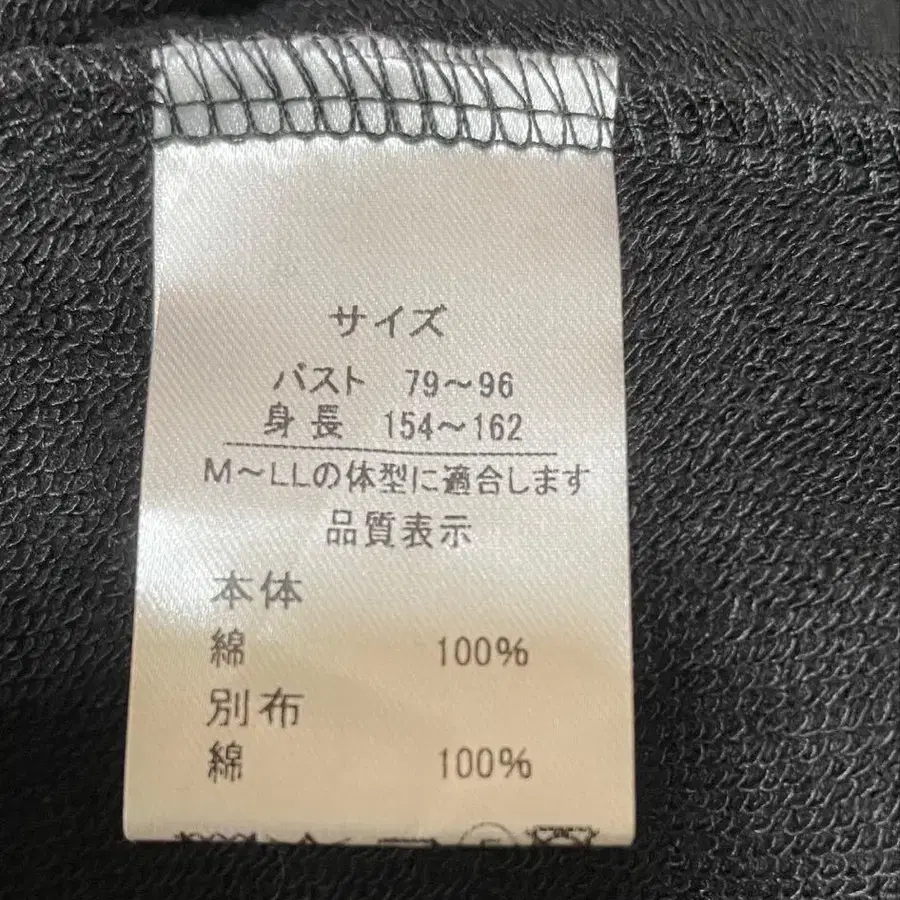 サイズ
バスト 79〜96
身長 154〜162
M〜LLの体型に適合します
品質表示
本体
綿 100%
別布
綿 100%